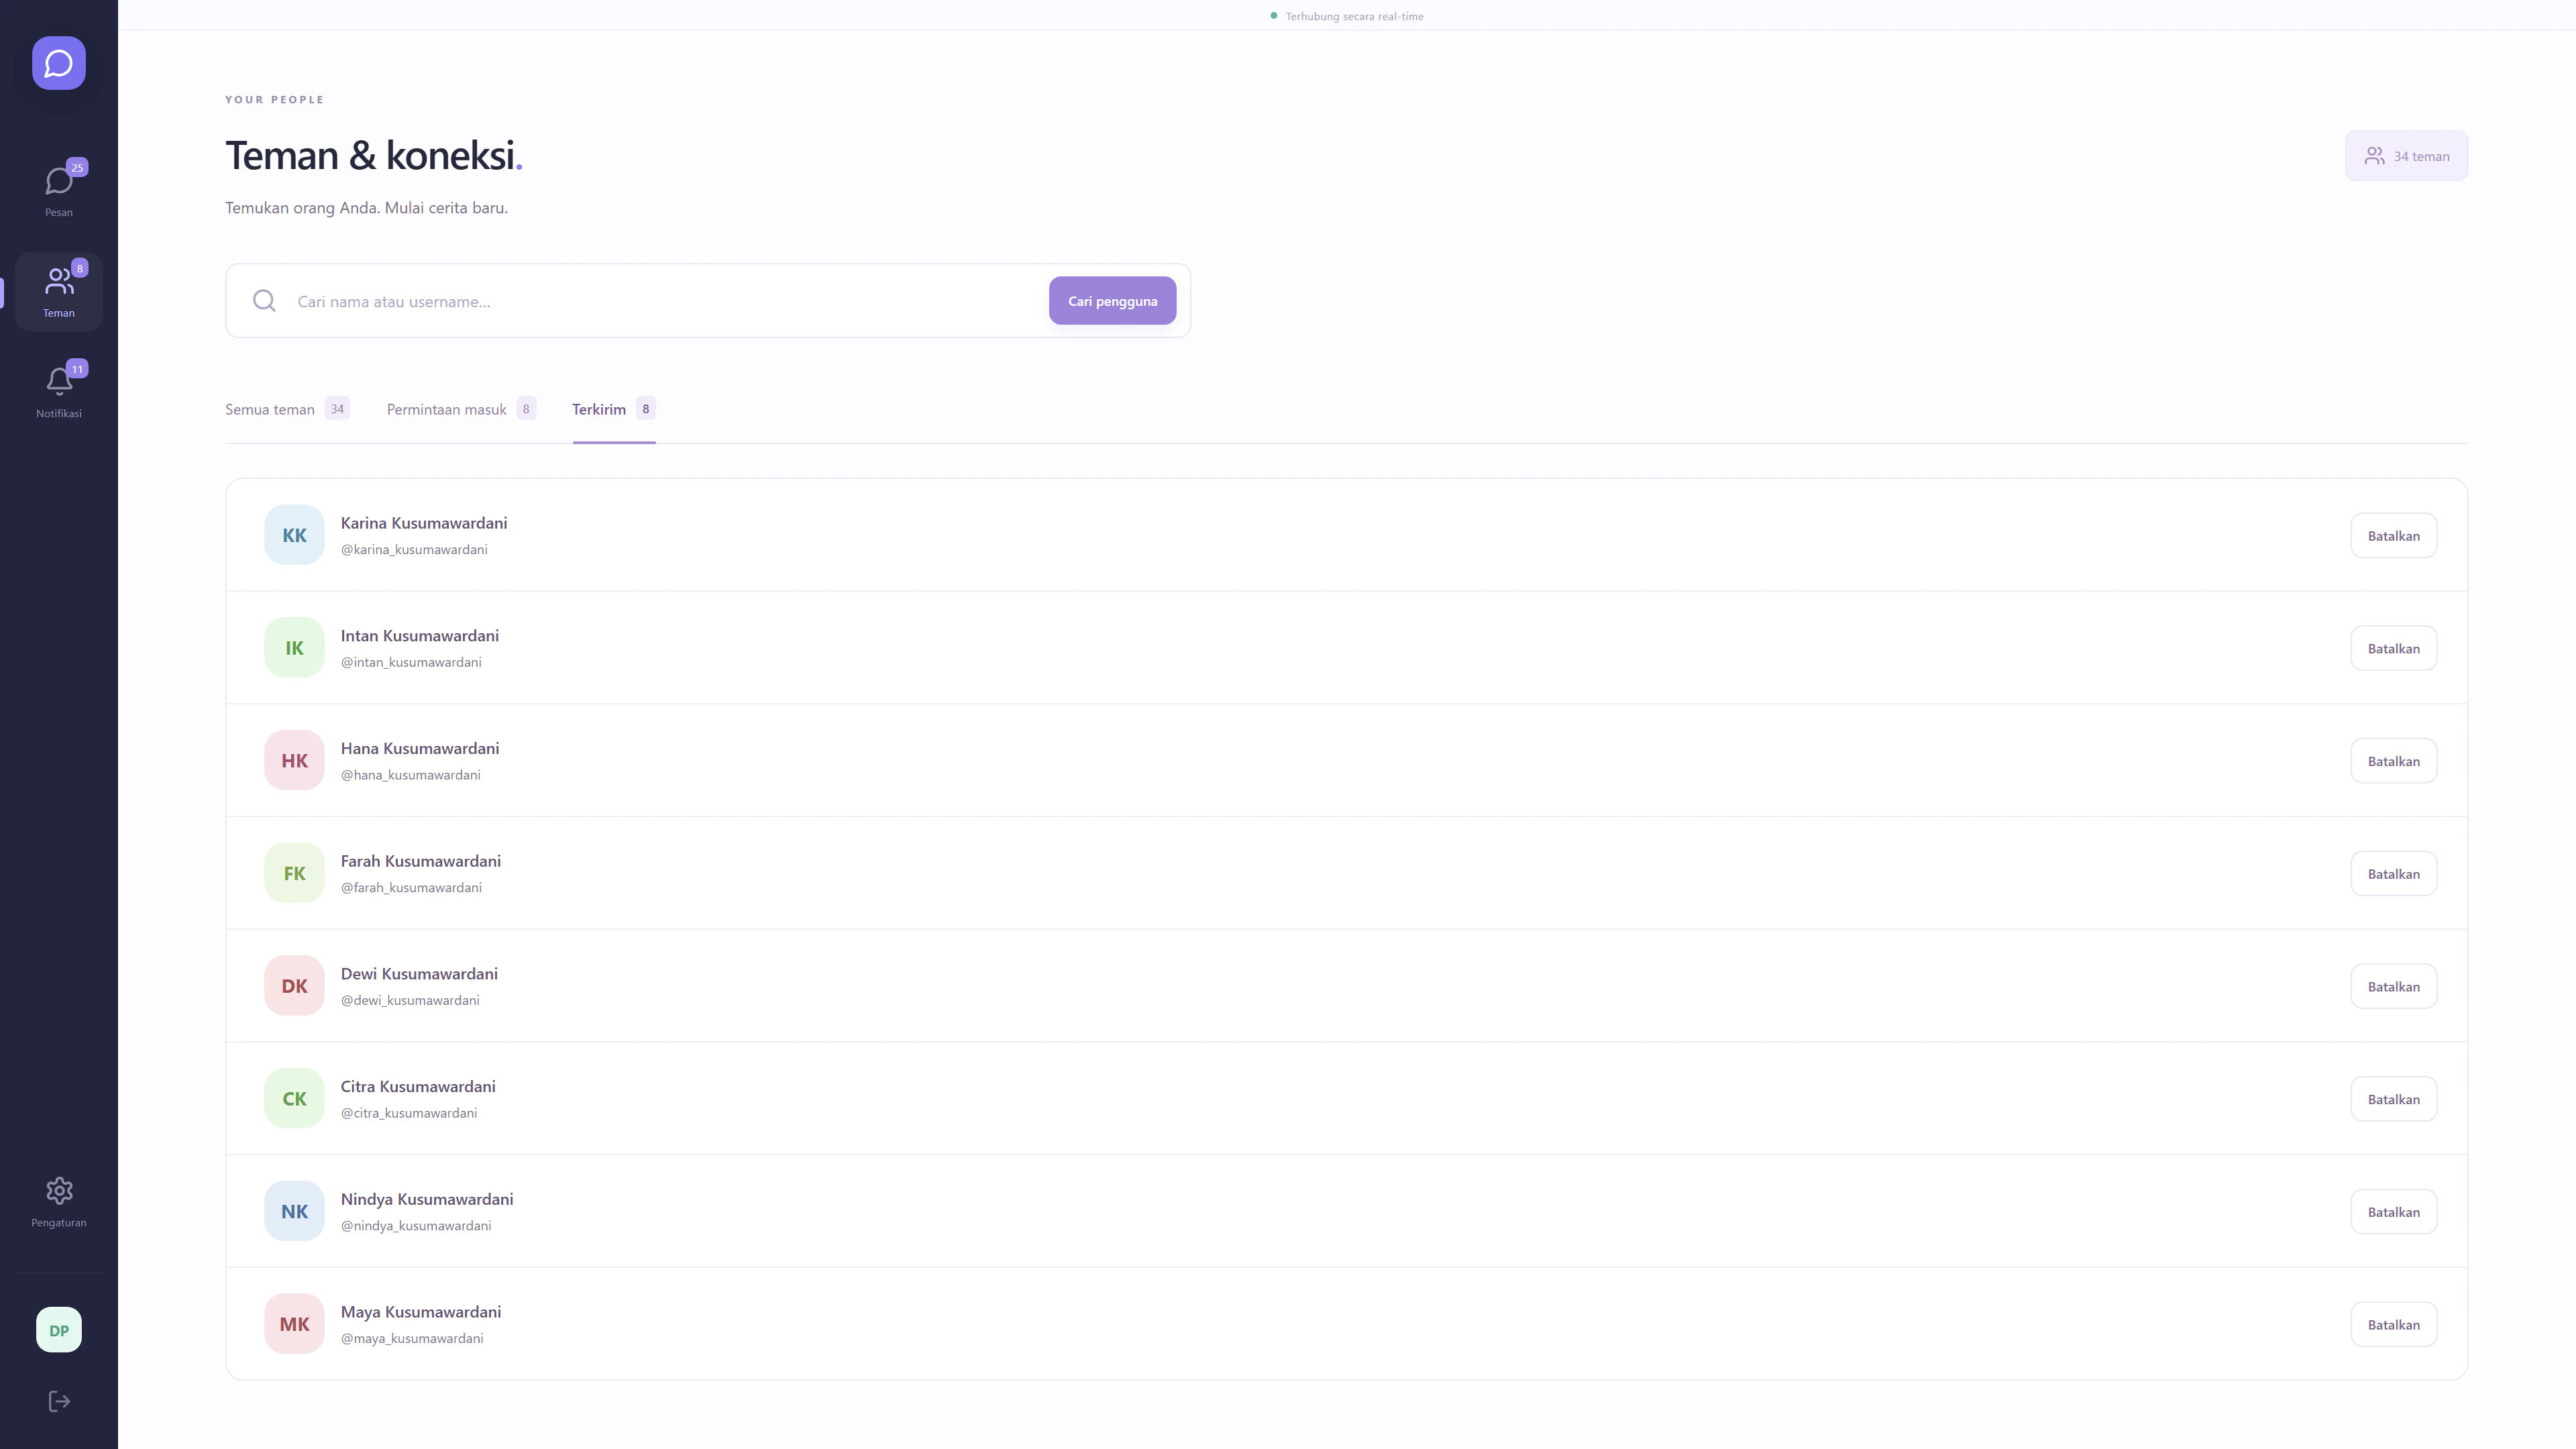 Terhubung secara real-time
25
Pesan
8
Teman
11
Notifikasi
Pengaturan
DP
YOUR PEOPLE
Teman & koneksi.
34 teman
Temukan orang Anda. Mulai cerita baru.
Cari nama atau username...
Cari pengguna
Semua teman 34 Permintaan masuk 8 Terkirim 8
KK
Karina Kusumawardani
@karina_kusumawardani
Batalkan
IK
Intan Kusumawardani
@intan_kusumawardani
Batalkan
HK
Hana Kusumawardani
@hana_kusumawardani
Batalkan
FK
Farah Kusumawardani
@farah_kusumawardani
Batalkan
DK
Dewi Kusumawardani
@dewi_kusumawardani
Batalkan
CK
Citra Kusumawardani
@citra_kusumawardani
Batalkan
NK
Nindya Kusumawardani
@nindya_kusumawardani
Batalkan
MK
Maya Kusumawardani
@maya_kusumawardani
Batalkan